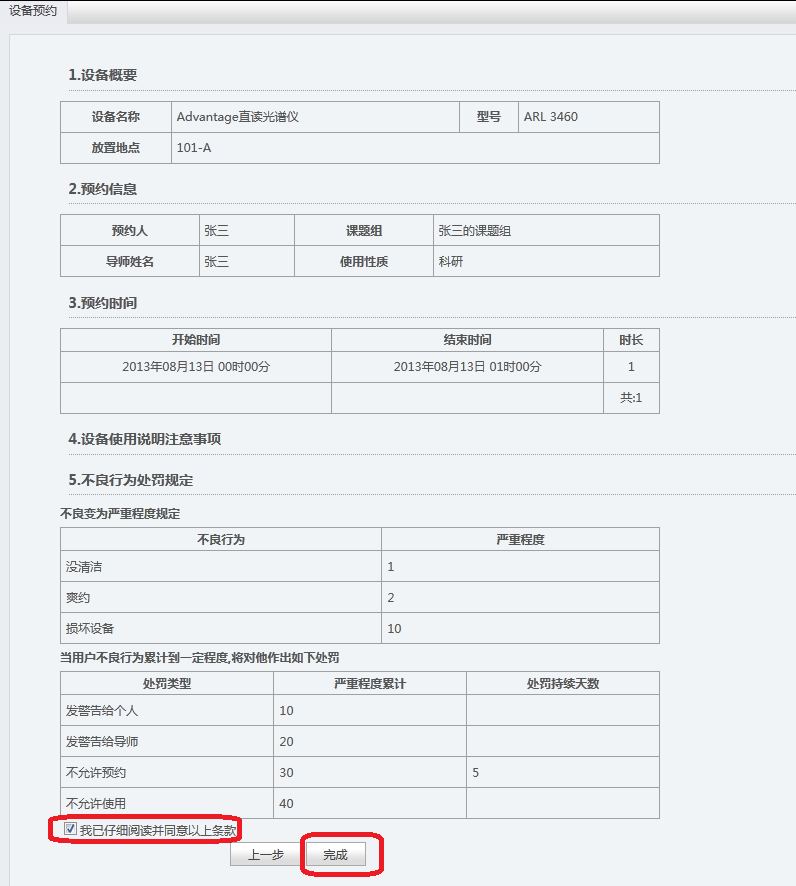 设备预约
1.设备概要
设备名称 Advantage直读光谱仪 型号 ARL 3460
放置地点 101-A
2.预约信息
预约人 张三 课题组 张三的课题组
导师姓名 张三 使用性质 科研
3.预约时间
开始时间 结束时间 时长
2013年08月13日 00时00分 2013年08月13日 01时00分 1
共:1
4.设备使用说明注意事项
5.不良行为处罚规定
不良变为严重程度规定
不良行为 严重程度
没清洁 1
爽约 2
损坏设备 10
当用户不良行为累计到一定程度,将对他作出如下处罚
处罚类型 严重程度累计 处罚持续天数
发警告给个人 10
发警告给导师 20
不允许预约 30 5
不允许使用 40
我已仔细阅读并同意以上条款
上一步 完成